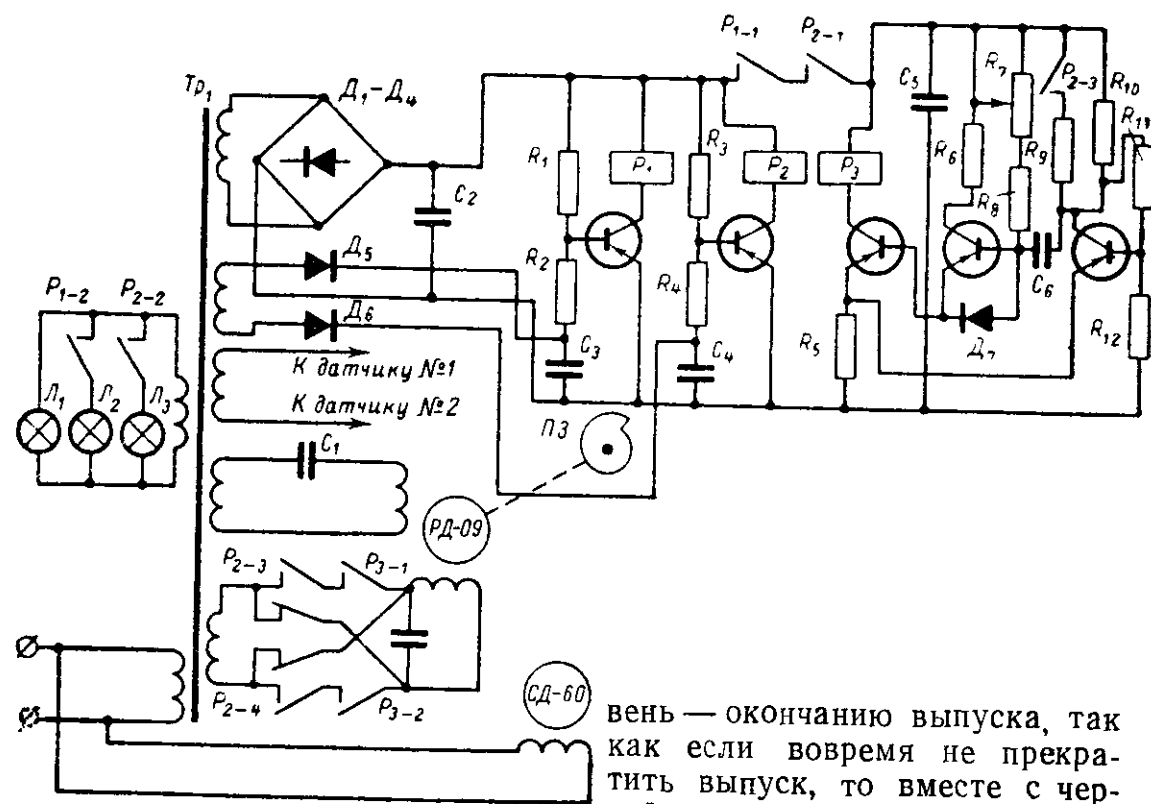 P₁₋₁
P₂₋₁
Тр₁
Д₁–Д₄
C₂
R₁
P₁
R₃
P₂
P₃
C₅
R₆
R₇
P₂₋₃
R₁₀
R₁₁
R₉
R₈
R₂
R₄
C₆
Д₅
Д₆
C₃
C₄
R₅
Д₇
R₁₂
P₁₋₂
P₂₋₂
К датчику №1
К датчику №2
Л₁
Л₂
Л₃
C₁
ПЗ
РД-09
P₂₋₃
P₃₋₁
P₂₋₄
P₃₋₂
СД-60
вень — окончанию выпуска, так
как если вовремя не прекра-
тить выпуск, то вместе с чер-